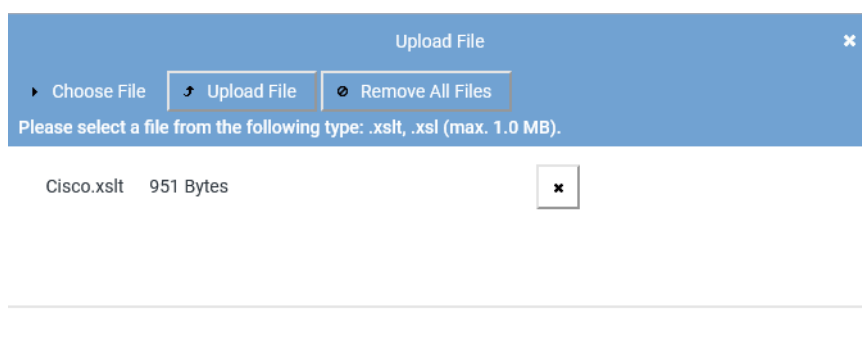 Upload File
Choose File Upload File Remove All Files
Please select a file from the following type: .xslt, .xsl (max. 1.0 MB).
Cisco.xslt 951 Bytes